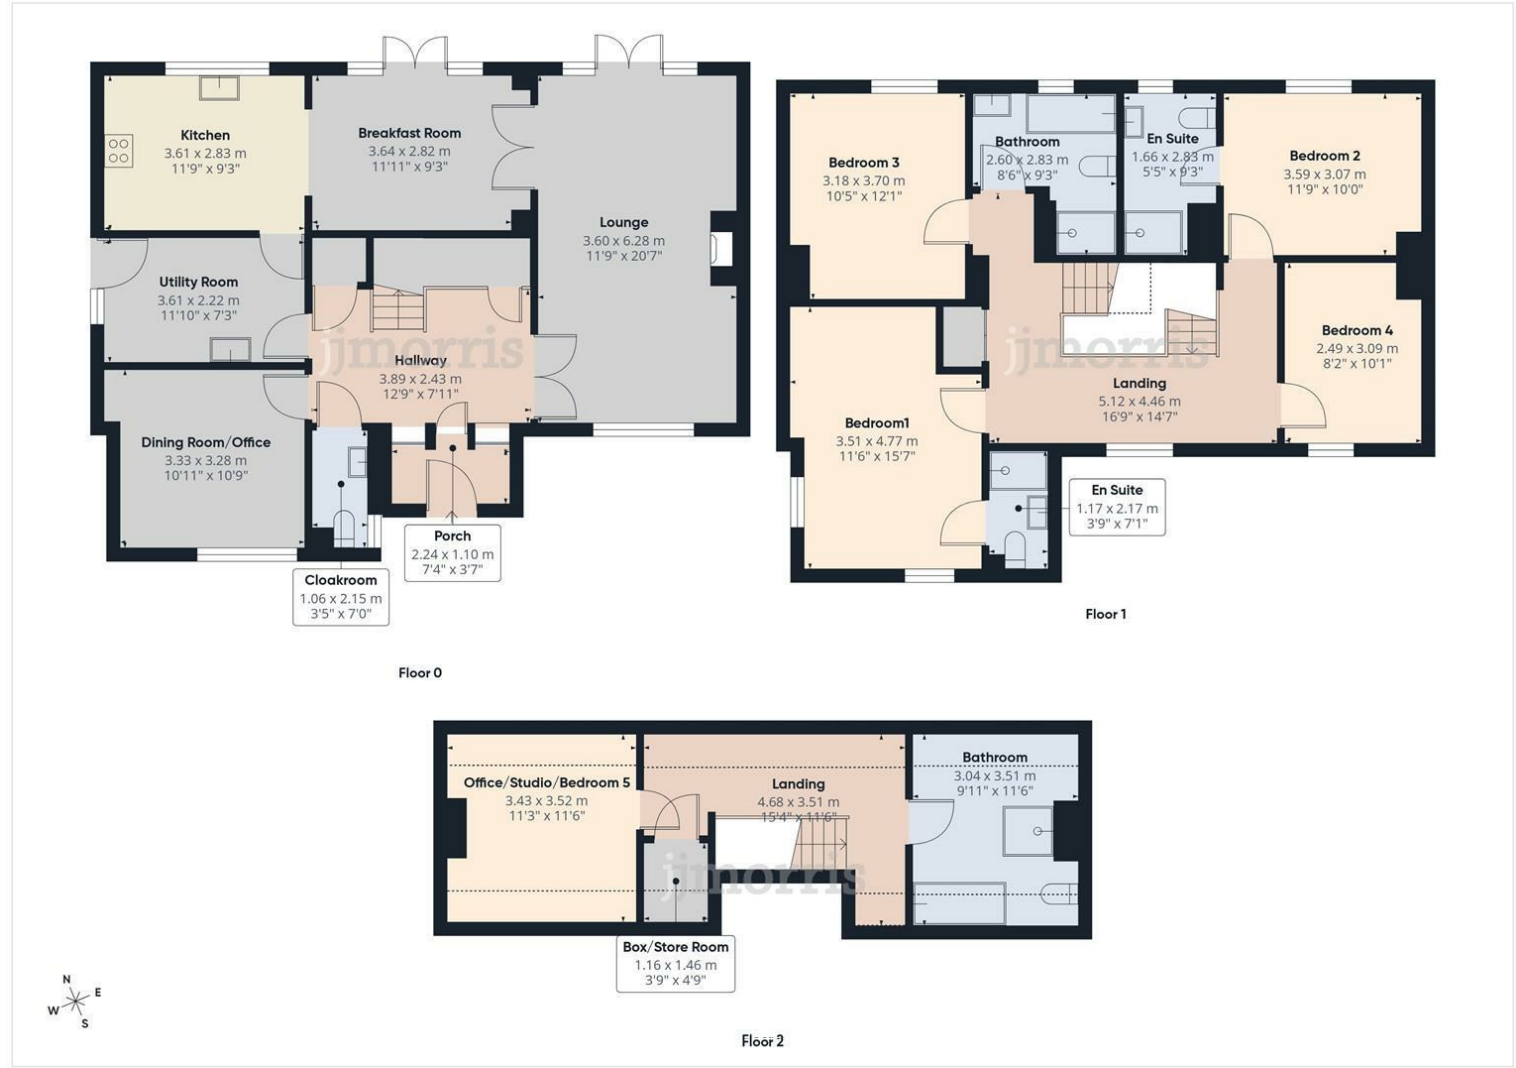 Kitchen
3.61 x 2.83 m
11'9" x 9'3"
Breakfast Room
3.64 x 2.82 m
11'11" x 9'3"
Lounge
3.60 x 6.28 m
11'9" x 20'7"
Utility Room
3.61 x 2.22 m
11'10" x 7'3"
jjmorris
Hallway
3.89 x 2.43 m
12'9" x 7'11"
Dining Room/Office
3.33 x 3.28 m
10'11" x 10'9"
Porch
2.24 x 1.10 m
7'4" x 3'7"
Cloakroom
1.06 x 2.15 m
3'5" x 7'0"
Floor 0
Bedroom 3
3.18 x 3.70 m
10'5" x 12'1"
Bathroom
2.60 x 2.83 m
8'6" x 9'3"
En Suite
1.66 x 2.83 m
5'5" x 9'3"
Bedroom 2
3.59 x 3.07 m
11'9" x 10'0"
Bedroom 4
2.49 x 3.09 m
8'2" x 10'1"
jjmorris
Landing
5.12 x 4.46 m
16'9" x 14'7"
Bedroom1
3.51 x 4.77 m
11'6" x 15'7"
En Suite
1.17 x 2.17 m
3'9" x 7'1"
Floor 1
Office/Studio/Bedroom 5
3.43 x 3.52 m
11'3" x 11'6"
Landing
4.68 x 3.51 m
15'4" x 11'6"
Bathroom
3.04 x 3.51 m
9'11" x 11'6"
jjmorris
Box/Store Room
1.16 x 1.46 m
3'9" x 4'9"
N
E
W
S
Floor 2